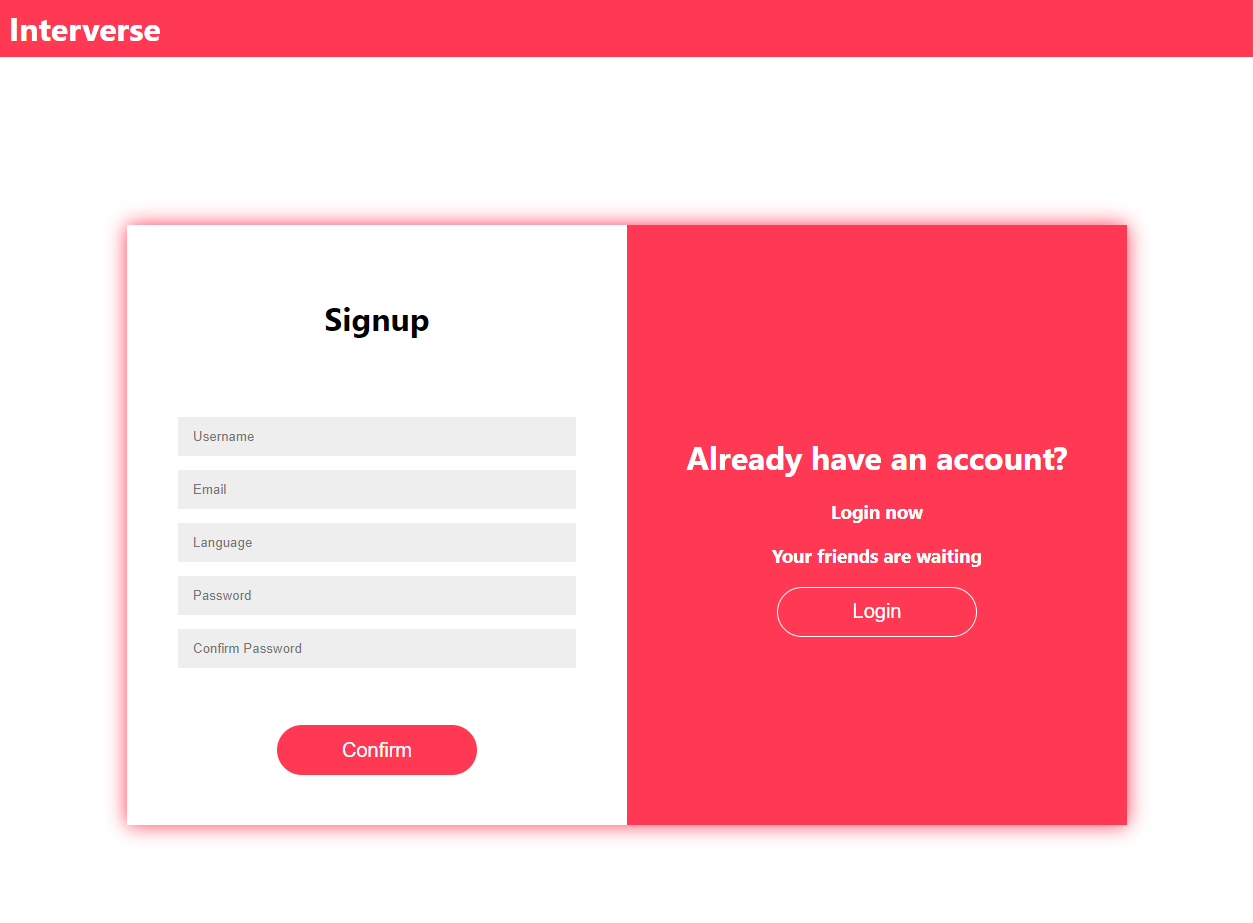 Interverse
Signup
Username
Email
Language
Password
Confirm Password
Confirm
Already have an account?
Login now
Your friends are waiting
Login